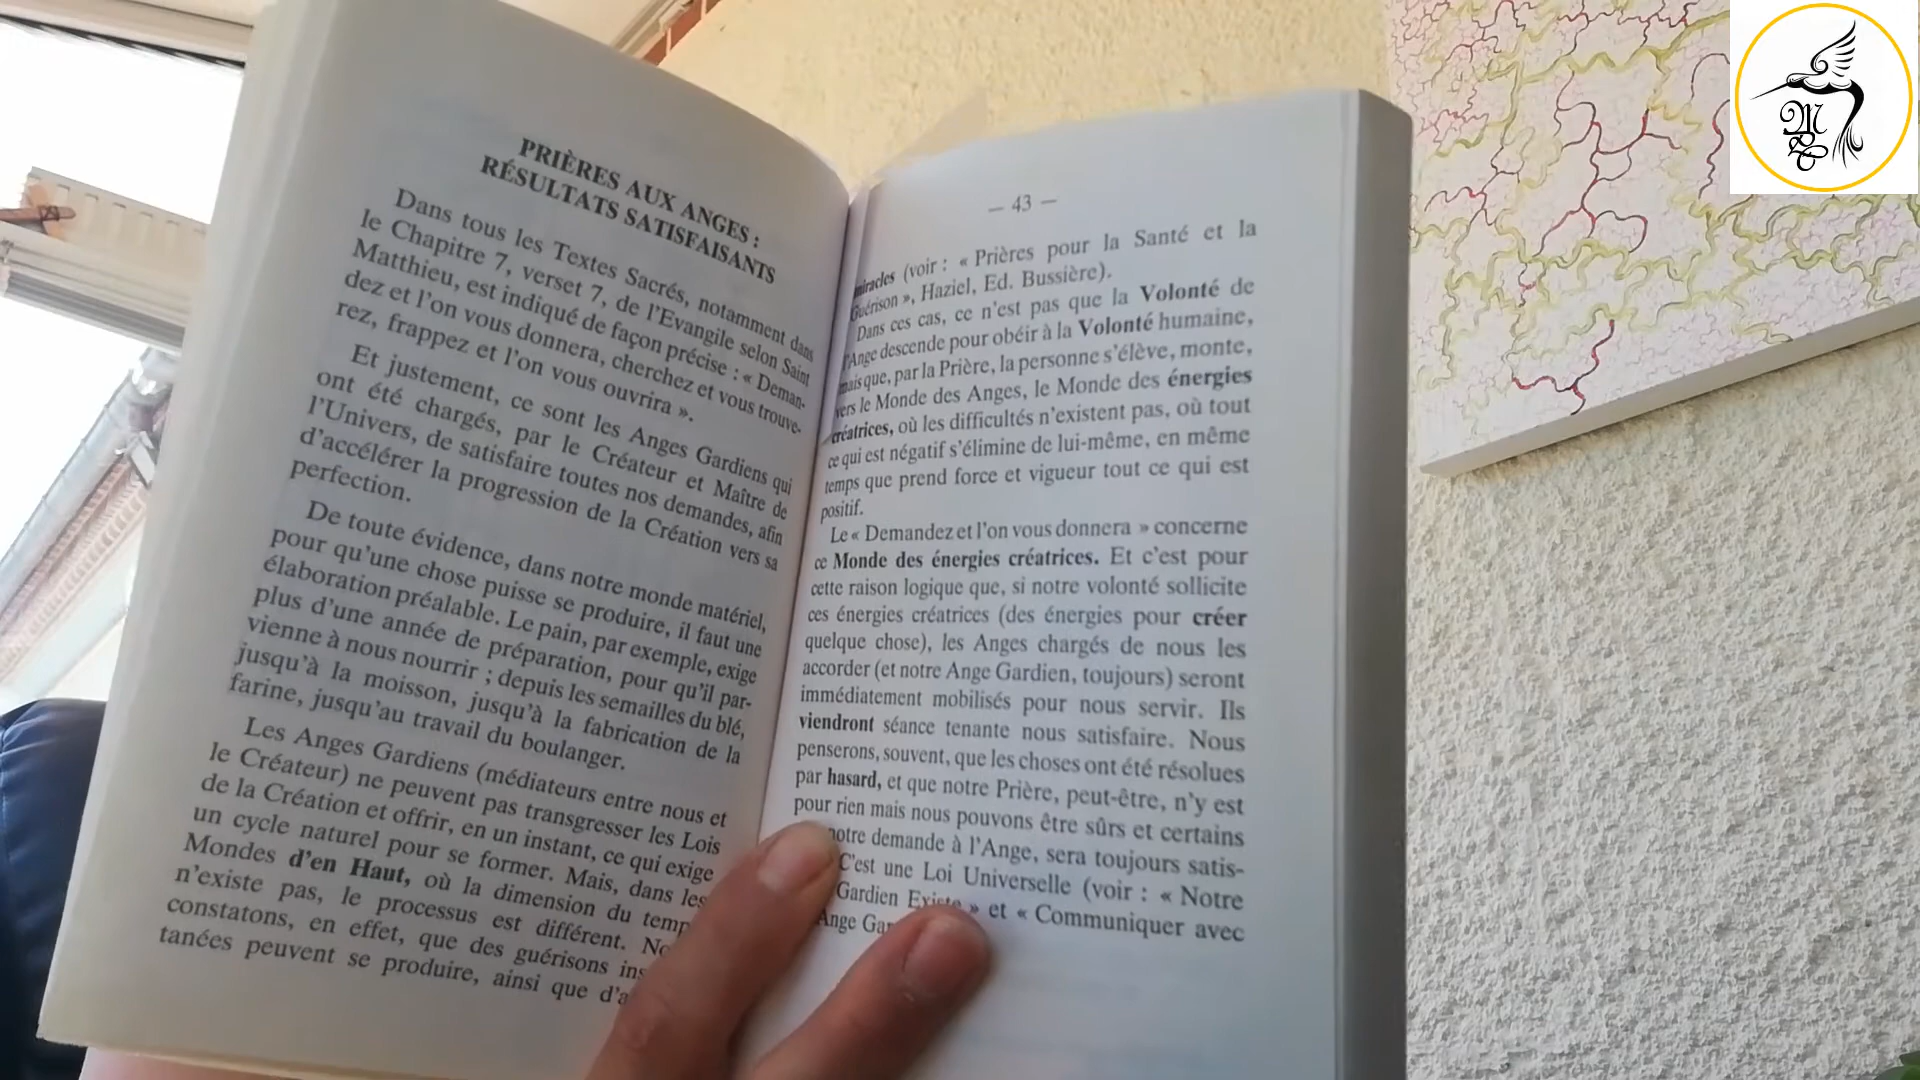 PRIÈRES AUX ANGES :
RÉSULTATS SATISFAISANTS
Dans tous les Textes Sacrés, notamment dans
le Chapitre 7, verset 7, de l'Evangile selon Saint
Matthieu, est indiqué de façon précise : « Deman-
dez et l'on vous donnera, cherchez et vous trouve-
rez, frappez et l'on vous ouvrira ».
Et justement, ce sont les Anges Gardiens qui
ont été chargés, par le Créateur et Maître de
l'Univers, de satisfaire toutes nos demandes, afin
d'accélérer la progression de la Création vers sa
perfection.
De toute évidence, dans notre monde matériel,
pour qu'une chose puisse se produire, il faut une
élaboration préalable. Le pain, par exemple, exige
plus d'une année de préparation, pour qu'il par-
vienne à nous nourrir ; depuis les semailles du blé,
jusqu'à la moisson, jusqu'à la fabrication de la
farine, jusqu'au travail du boulanger.
Les Anges Gardiens (médiateurs entre nous et
le Créateur) ne peuvent pas transgresser les Lois
de la Création et offrir, en un instant, ce qui exige
un cycle naturel pour se former. Mais, dans les
Mondes d'en Haut, où la dimension du temp
n'existe pas, le processus est différent. No
constatons, en effet, que des guérisons ins
tanées peuvent se produire, ainsi que d'a
— 43 —
miracles (voir : « Prières pour la Santé et la
Guérison », Haziel, Ed. Bussière).
Dans ces cas, ce n'est pas que la Volonté de
l'Ange descende pour obéir à la Volonté humaine,
mais que, par la Prière, la personne s'élève, monte,
vers le Monde des Anges, le Monde des énergies
créatrices, où les difficultés n'existent pas, où tout
ce qui est négatif s'élimine de lui-même, en même
temps que prend force et vigueur tout ce qui est
positif.
Le « Demandez et l'on vous donnera » concerne
ce Monde des énergies créatrices. Et c'est pour
cette raison logique que, si notre volonté sollicite
ces énergies créatrices (des énergies pour créer
quelque chose), les Anges chargés de nous les
accorder (et notre Ange Gardien, toujours) seront
immédiatement mobilisés pour nous servir. Ils
viendront séance tenante nous satisfaire. Nous
penserons, souvent, que les choses ont été résolues
par hasard, et que notre Prière, peut-être, n'y est
pour rien mais nous pouvons être sûrs et certains
notre demande à l'Ange, sera toujours satis-
C'est une Loi Universelle (voir : « Notre
Gardien Existe » et « Communiquer avec
Ange Gar